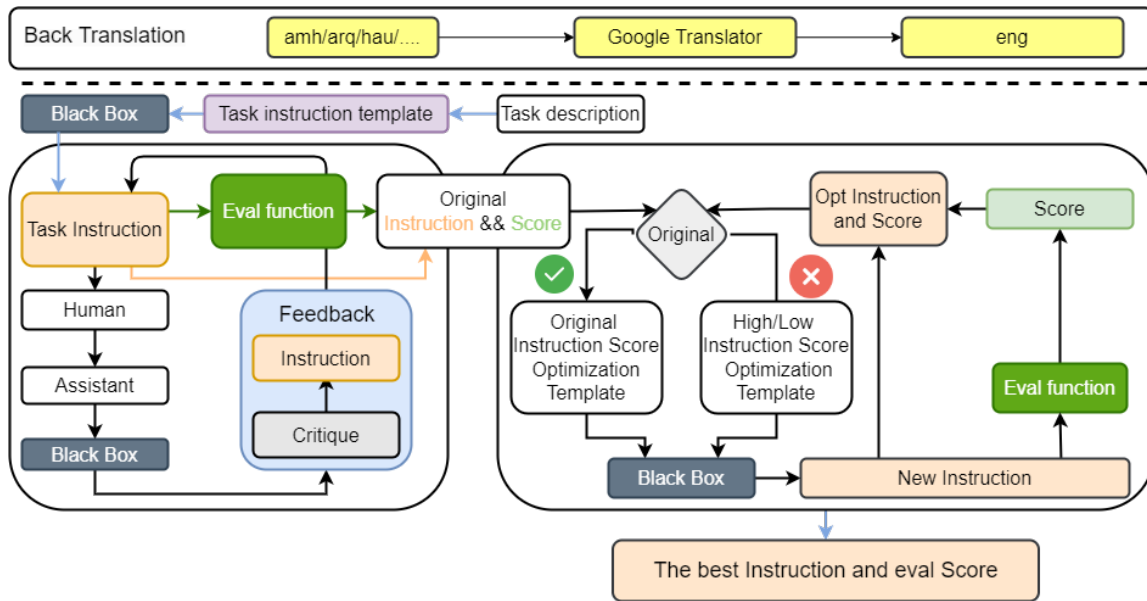 Back Translation
amh/arq/hau/....
Google Translator
eng
Black Box
Task instruction template
Task description
Task Instruction
Eval function
Original
Instruction && Score
Original
Opt Instruction
and Score
Score
Human
Feedback
Instruction
Assistant
Critique
Black Box
Original
Instruction Score
Optimization
Template
High/Low
Instruction Score
Optimization
Template
Eval function
Black Box
New Instruction
The best Instruction and eval Score